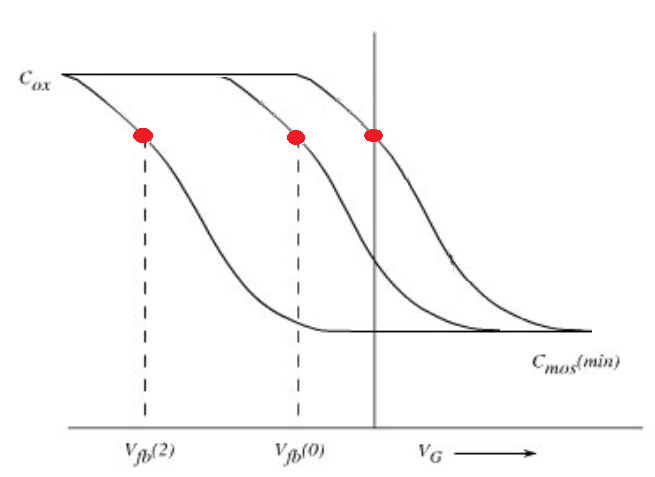 C_ox
C_mos(min)
V_fb(2) V_fb(0) V_G